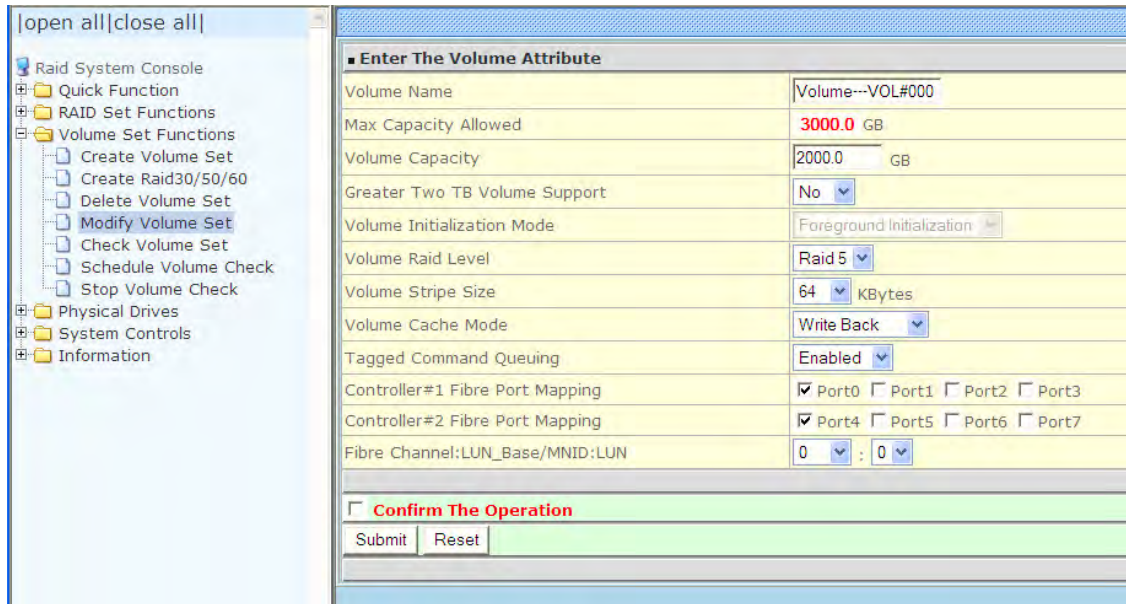 |open all|close all|
Raid System Console
Quick Function
RAID Set Functions
Volume Set Functions
Create Volume Set
Create Raid30/50/60
Delete Volume Set
Modify Volume Set
Check Volume Set
Schedule Volume Check
Stop Volume Check
Physical Drives
System Controls
Information
Enter The Volume Attribute
Volume Name Volume---VOL#000
Max Capacity Allowed 3000.0 GB
Volume Capacity 2000.0 GB
Greater Two TB Volume Support No
Volume Initialization Mode Foreground Initialization
Volume Raid Level Raid 5
Volume Stripe Size 64 KBytes
Volume Cache Mode Write Back
Tagged Command Queuing Enabled
Controller#1 Fibre Port Mapping Port0 Port1 Port2 Port3
Controller#2 Fibre Port Mapping Port4 Port5 Port6 Port7
Fibre Channel:LUN_Base/MNID:LUN 0 : 0
Confirm The Operation
Submit Reset